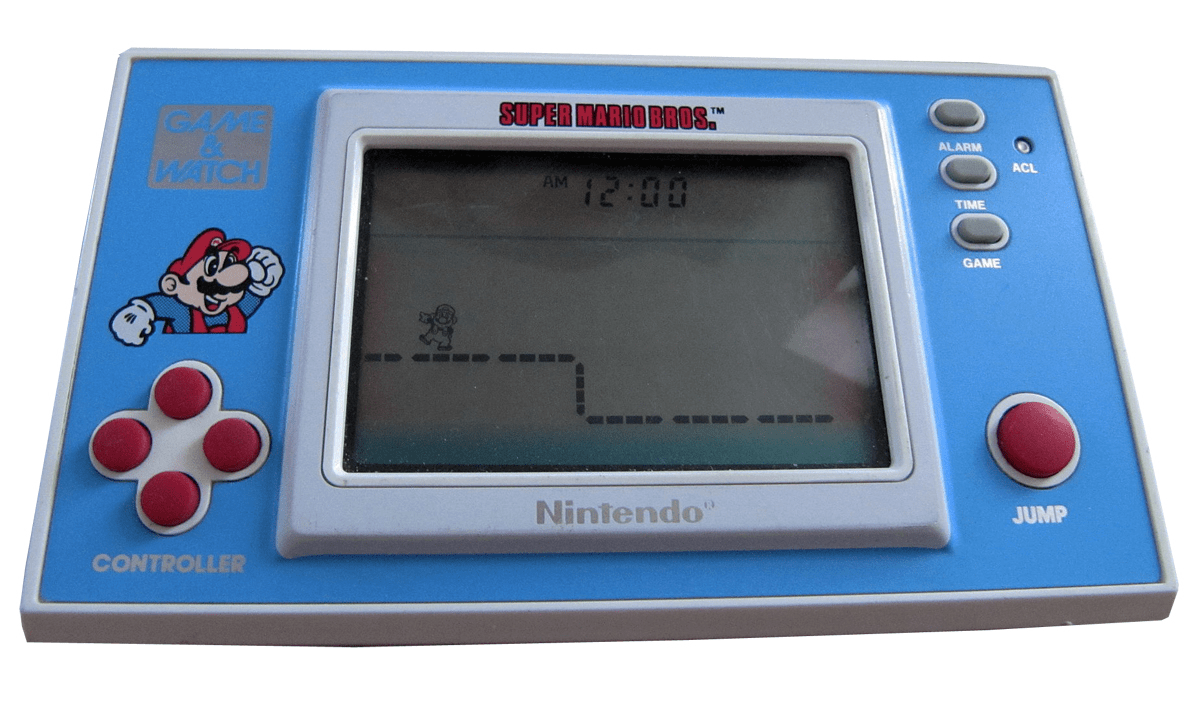 GAME
&
WATCH
SUPER MARIO BROS.™
AM 12:00
ALARM
ACL
TIME
GAME
Nintendo®
CONTROLLER
JUMP